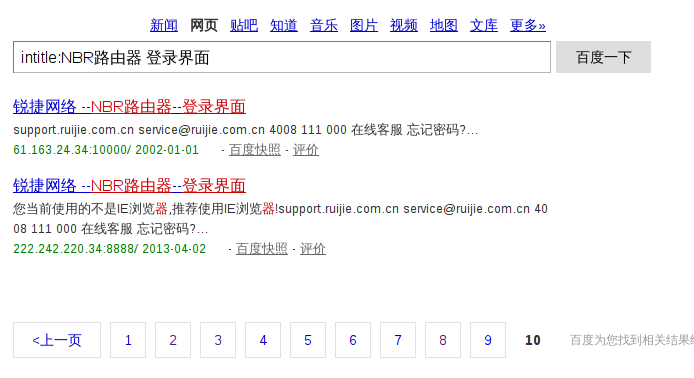 新闻 网页 贴吧 知道 音乐 图片 视频 地图 文库 更多»
intitle:NBR路由器 登录界面 百度一下
锐捷网络 --NBR路由器--登录界面
support.ruijie.com.cn service@ruijie.com.cn 4008 111 000 在线客服 忘记密码?...
61.163.24.34:10000/ 2002-01-01 - 百度快照 - 评价
锐捷网络 --NBR路由器--登录界面
您当前使用的不是IE浏览器,推荐使用IE浏览器!support.ruijie.com.cn service@ruijie.com.cn 40
08 111 000 在线客服 忘记密码?...
222.242.220.34:8888/ 2013-04-02 - 百度快照 - 评价
<上一页 1 2 3 4 5 6 7 8 9 10 百度为您找到相关结果